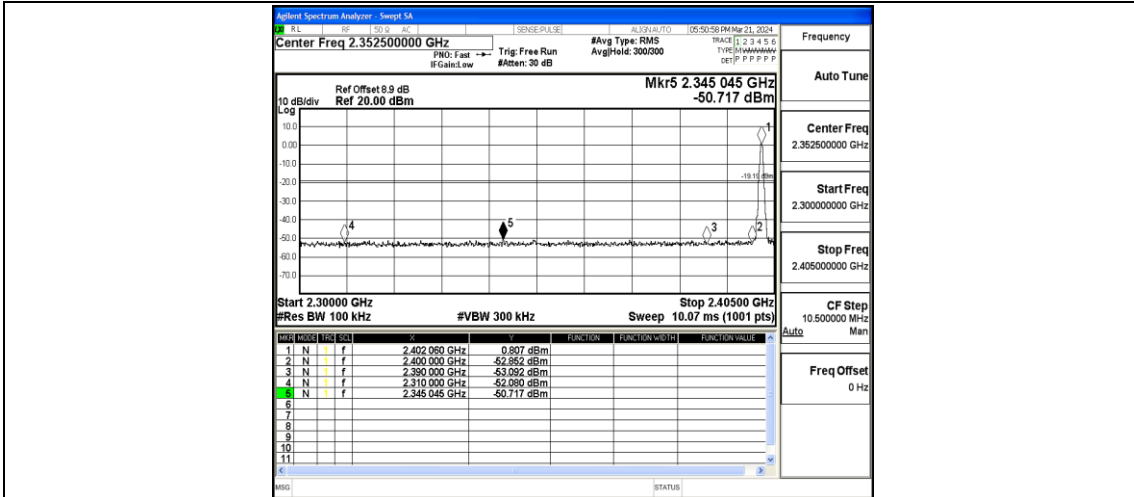 Agilent Spectrum Analyzer - Swept SA
RL RF 50 Ω AC SENSE:PULSE ALIGN AUTO 05:50:58 PM Mar 21, 2024
Center Freq 2.352500000 GHz
PNO: Fast
IFGain:Low
Trig: Free Run
#Atten: 30 dB
#Avg Type: RMS
Avg|Hold: 300/300
TRACE 1 2 3 4 5 6
TYPE M
DET P P P P P P
Mkr5 2.345 045 GHz
-50.717 dBm
Ref Offset 8.9 dB
10 dB/div Ref 20.00 dBm
Log
10.0
0.00
-10.0
-20.0
-30.0
-40.0
-50.0
-60.0
-70.0
1
-19.19 dBm
4
5
3
2
Start 2.30000 GHz Stop 2.40500 GHz
#Res BW 100 kHz #VBW 300 kHz Sweep 10.07 ms (1001 pts)
MKR MODE TRC SCL X Y FUNCTION FUNCTION WIDTH FUNCTION VALUE
1 N 1 f 2.402 060 GHz 0.807 dBm
2 N 1 f 2.400 000 GHz -52.852 dBm
3 N 1 f 2.390 000 GHz -53.092 dBm
4 N 1 f 2.310 000 GHz -52.080 dBm
5 N 1 f 2.345 045 GHz -50.717 dBm
6
7
8
9
10
11
MSG STATUS
Frequency
Auto Tune
Center Freq
2.352500000 GHz
Start Freq
2.300000000 GHz
Stop Freq
2.405000000 GHz
CF Step
10.500000 MHz
Auto Man
Freq Offset
0 Hz